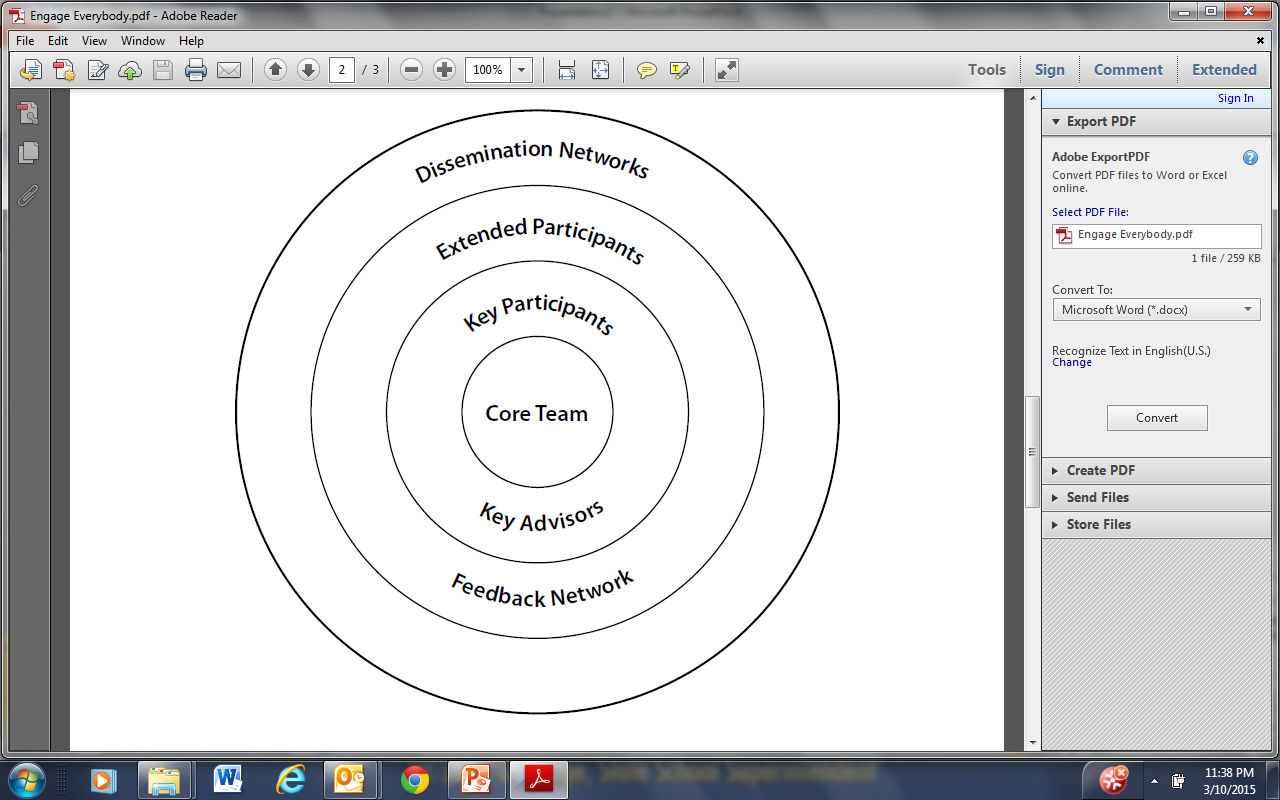 Engage Everybody.pdf - Adobe Reader
File Edit View Window Help
2 / 3 100% Tools Sign Comment Extended
Dissemination Networks
Extended Participants
Key Participants
Core Team
Key Advisors
Feedback Network
Sign In
Export PDF
Adobe ExportPDF
Convert PDF files to Word or Excel
online.
Select PDF File:
Engage Everybody.pdf
1 file / 259 KB
Convert To:
Microsoft Word (*.docx)
Recognize Text in English(U.S.)
Change
Convert
Create PDF
Send Files
Store Files
11:38 PM
3/10/2015